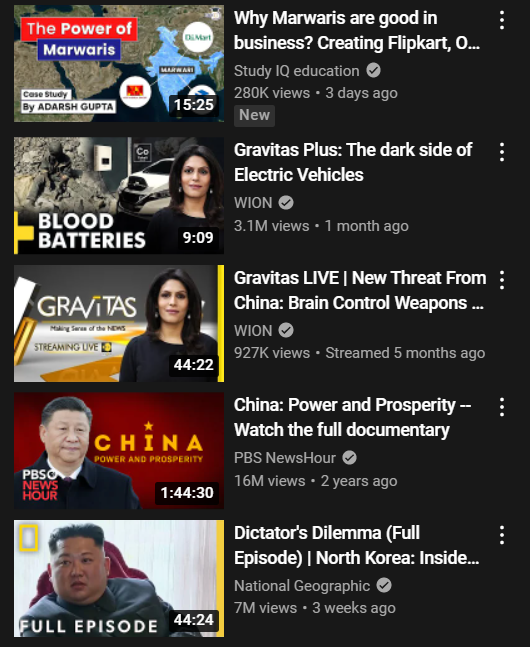 The Power of
Marwaris
D Mart
MARWARI
Case Study
By ADARSH GUPTA
15:25
Why Marwaris are good in
business? Creating Flipkart, O...
Study IQ education
280K views • 3 days ago
New
Co
BLOOD
BATTERIES
9:09
Gravitas Plus: The dark side of
Electric Vehicles
WION
3.1M views • 1 month ago
GRAVITAS
Making Sense of the NEWS
STREAMING LIVE
44:22
Gravitas LIVE | New Threat From
China: Brain Control Weapons ...
WION
927K views • Streamed 5 months ago
CHINA
POWER AND PROSPERITY
PBS
NEWS
HOUR
1:44:30
China: Power and Prosperity --
Watch the full documentary
PBS NewsHour
16M views • 2 years ago
FULL EPISODE
44:24
Dictator's Dilemma (Full
Episode) | North Korea: Inside...
National Geographic
7M views • 3 weeks ago